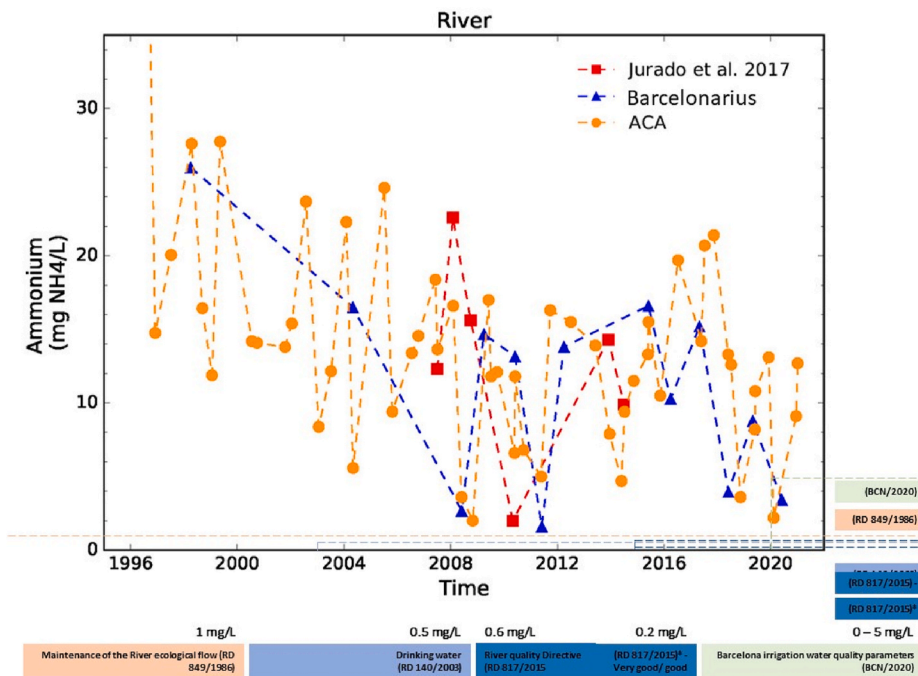 River
Jurado et al. 2017
Barcelonarius
ACA
Ammonium
(mg NH4/L)
30
20
10
0
1996
2000
2004
2008
2012
2016
2020
Time
(BCN/2020)
(RD 849/1986)
(RD 817/2015) -
(RD 817/2015)⁴
1 mg/L
0.5 mg/L
0.6 mg/L
0.2 mg/L
0 – 5 mg/L
Maintenance of the River ecological flow (RD
849/1986)
Drinking water
(RD 140/2003)
River quality Directive
(RD 817/2015
(RD 817/2015)⁴ -
Very good/ good
Barcelona irrigation water quality parameters
(BCN/2020)